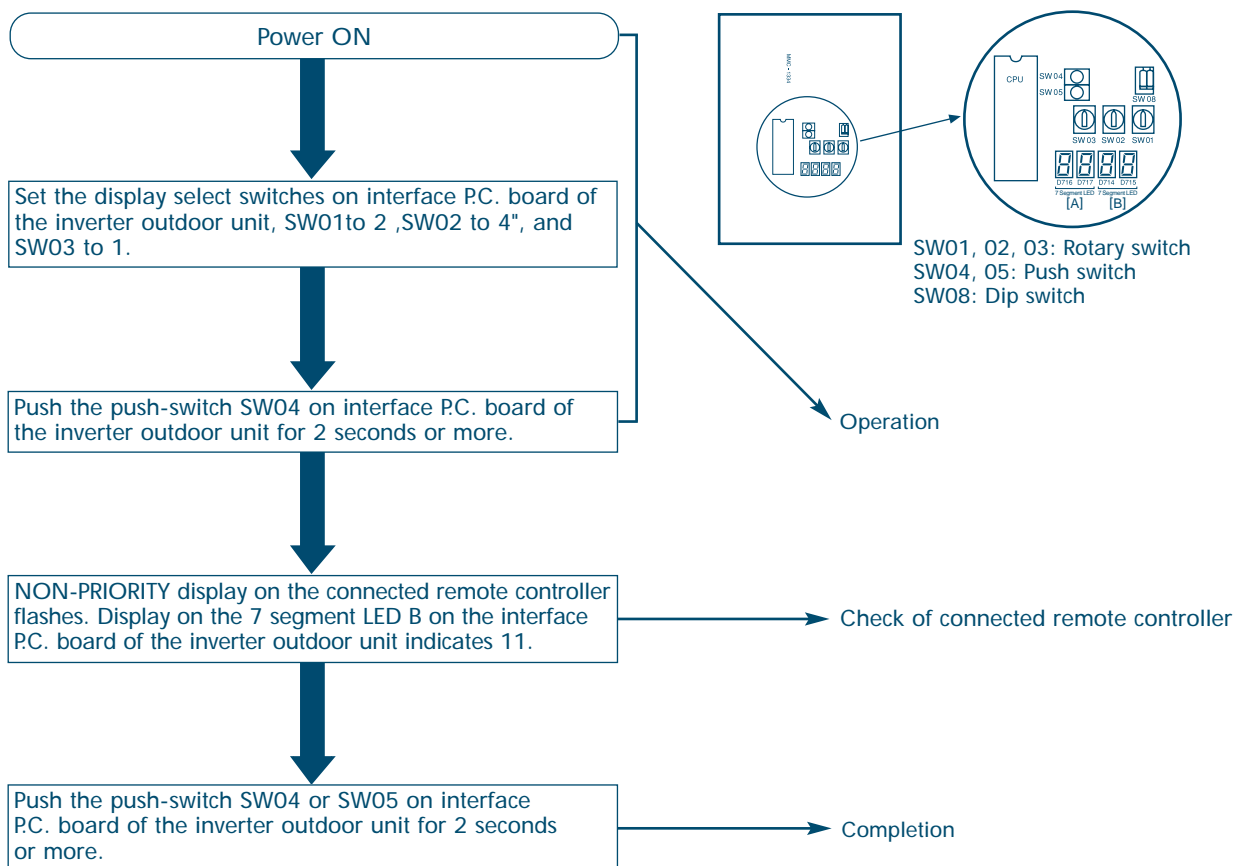 Power ON
Set the display select switches on interface P.C. board of
the inverter outdoor unit, SW01to 2 ,SW02 to 4", and
SW03 to 1.
Push the push-switch SW04 on interface P.C. board of
the inverter outdoor unit for 2 seconds or more.
Operation
NON-PRIORITY display on the connected remote controller
flashes. Display on the 7 segment LED B on the interface
P.C. board of the inverter outdoor unit indicates 11.
Check of connected remote controller
Push the push-switch SW04 or SW05 on interface
P.C. board of the inverter outdoor unit for 2 seconds
or more.
Completion
MMC - 1334
CPU
SW 04
SW 05
SW 08
SW 03 SW 02 SW 01
D716 D717 D714 D715
7 Segment LED 7 Segment LED
[A] [B]
SW01, 02, 03: Rotary switch
SW04, 05: Push switch
SW08: Dip switch